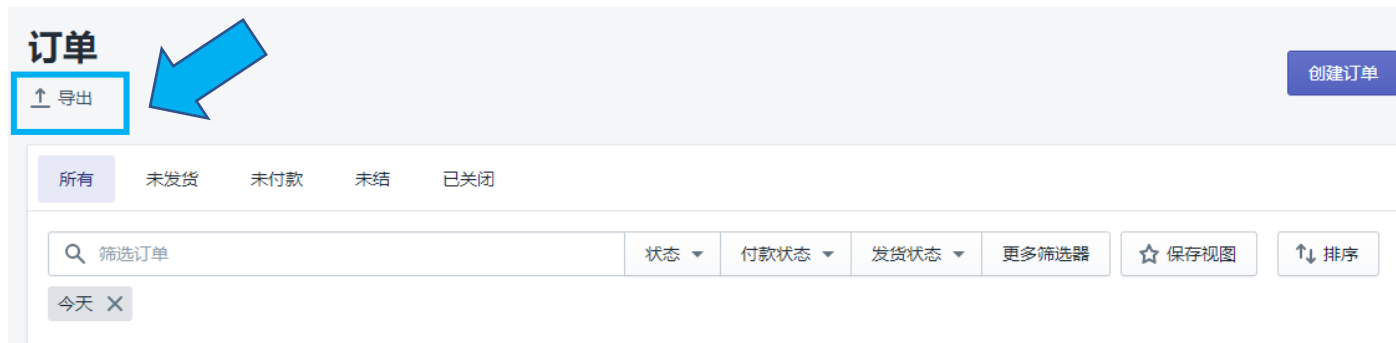 订单
导出
创建订单
所有 未发货 未付款 未结 已关闭
筛选订单 状态 付款状态 发货状态 更多筛选器 保存视图 排序
今天